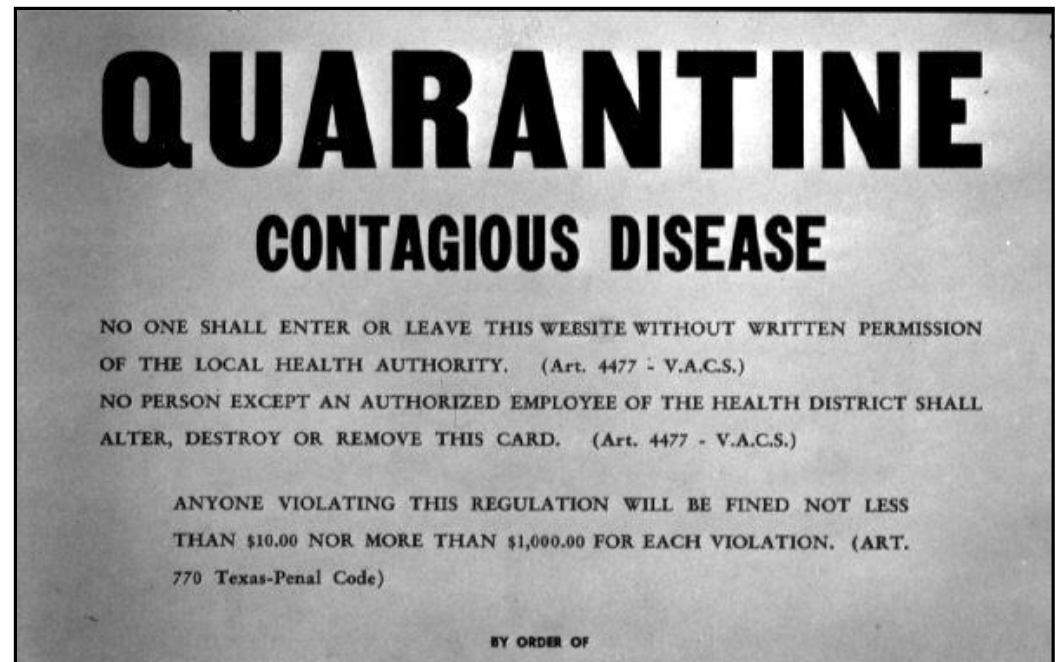 QUARANTINE
CONTAGIOUS DISEASE
NO ONE SHALL ENTER OR LEAVE THIS WEBSITE WITHOUT WRITTEN PERMISSION
OF THE LOCAL HEALTH AUTHORITY. (Art. 4477 - V.A.C.S.)
NO PERSON EXCEPT AN AUTHORIZED EMPLOYEE OF THE HEALTH DISTRICT SHALL
ALTER, DESTROY OR REMOVE THIS CARD. (Art. 4477 - V.A.C.S.)
ANYONE VIOLATING THIS REGULATION WILL BE FINED NOT LESS
THAN $10.00 NOR MORE THAN $1,000.00 FOR EACH VIOLATION. (ART.
770 Texas-Penal Code)
BY ORDER OF